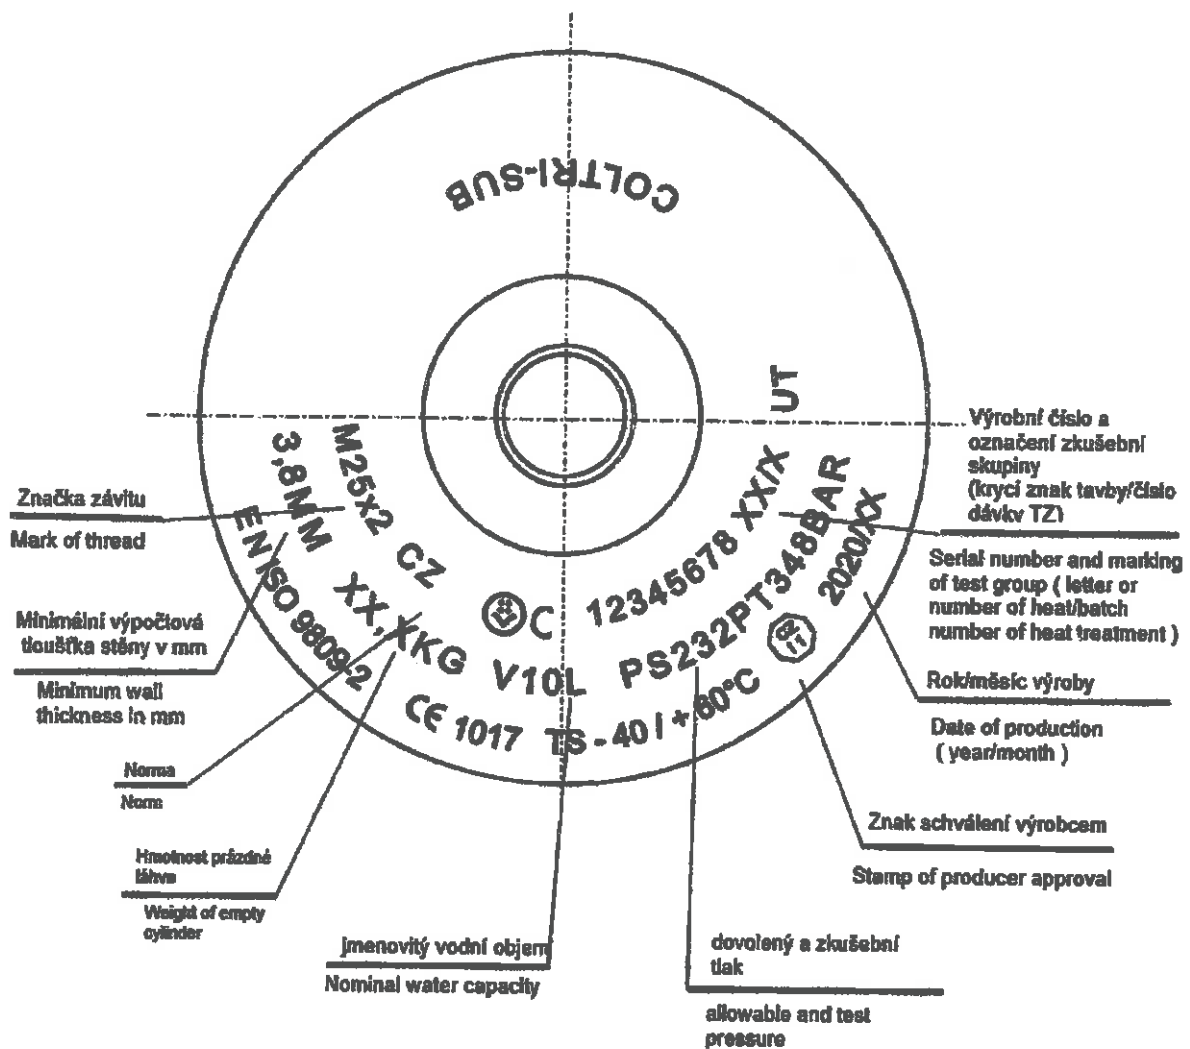 COLTRI-SUB
UT
M25x2 CZ C 12345678 XX/X
3,8MM XX,XKG V10L PS232PT348BAR
EN ISO 9809-2 CE 1017 TS - 40 / + 60°C CZ 11 2020/XX
Značka závitu
Mark of thread
Minimální výpočtová
tloušťka stěny v mm
Minimum wall
thickness in mm
Norma
Norm
Hmotnost prázdné
láhve
Weight of empty
cylinder
jmenovitý vodní objem
Nominal water capacity
dovolený a zkušební
tlak
allowable and test
pressure
Znak schválení výrobcem
Stamp of producer approval
Rok/měsíc výroby
Date of production
( year/month )
Výrobní číslo a
označení zkušební
skupiny
(krycí znak tavby/číslo
dávky TZ)
Serial number and marking
of test group ( letter or
number of heat/batch
number of heat treatment )